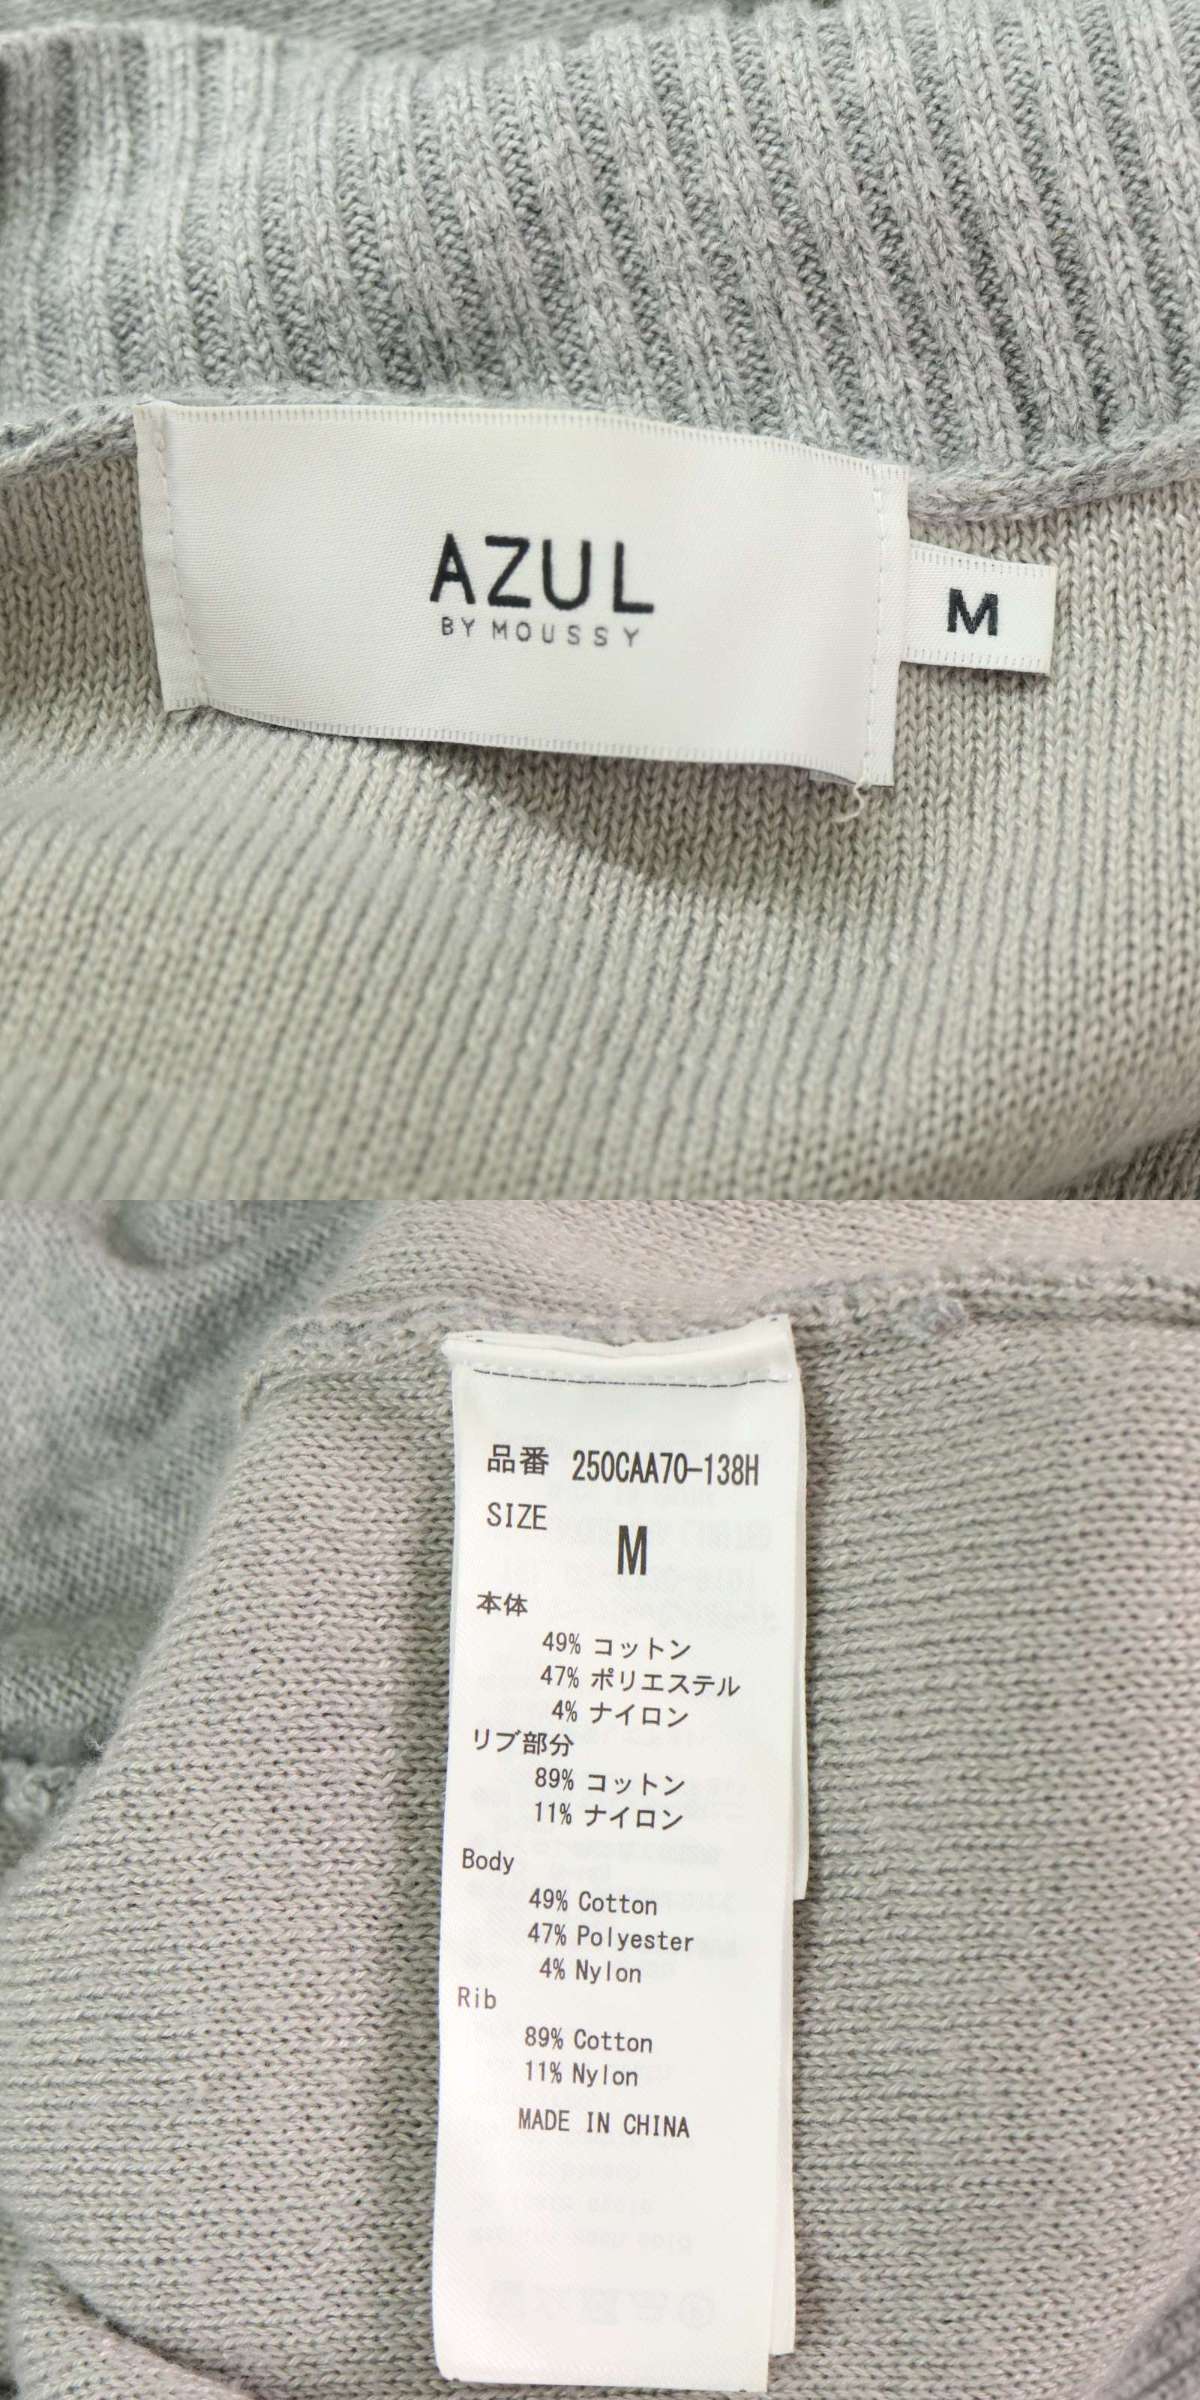 AZUL
BY MOUSSY
M
品番 250CAA70-138H
SIZE
M
本体
49% コットン
47% ポリエステル
4% ナイロン
リブ部分
89% コットン
11% ナイロン
Body
49% Cotton
47% Polyester
4% Nylon
Rib
89% Cotton
11% Nylon
MADE IN CHINA